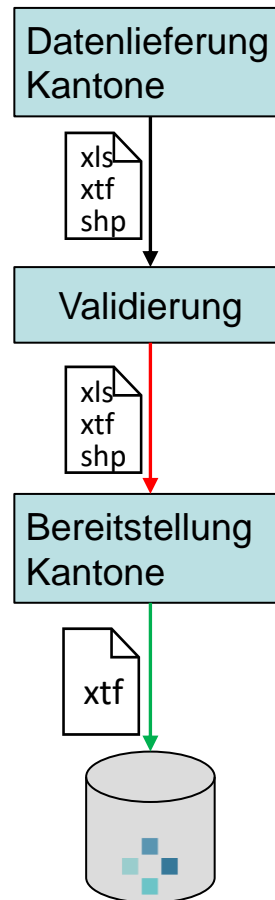 Datenlieferung
Kantone
xls
xtf
shp
Validierung
xls
xtf
shp
Bereitstellung
Kantone
xtf